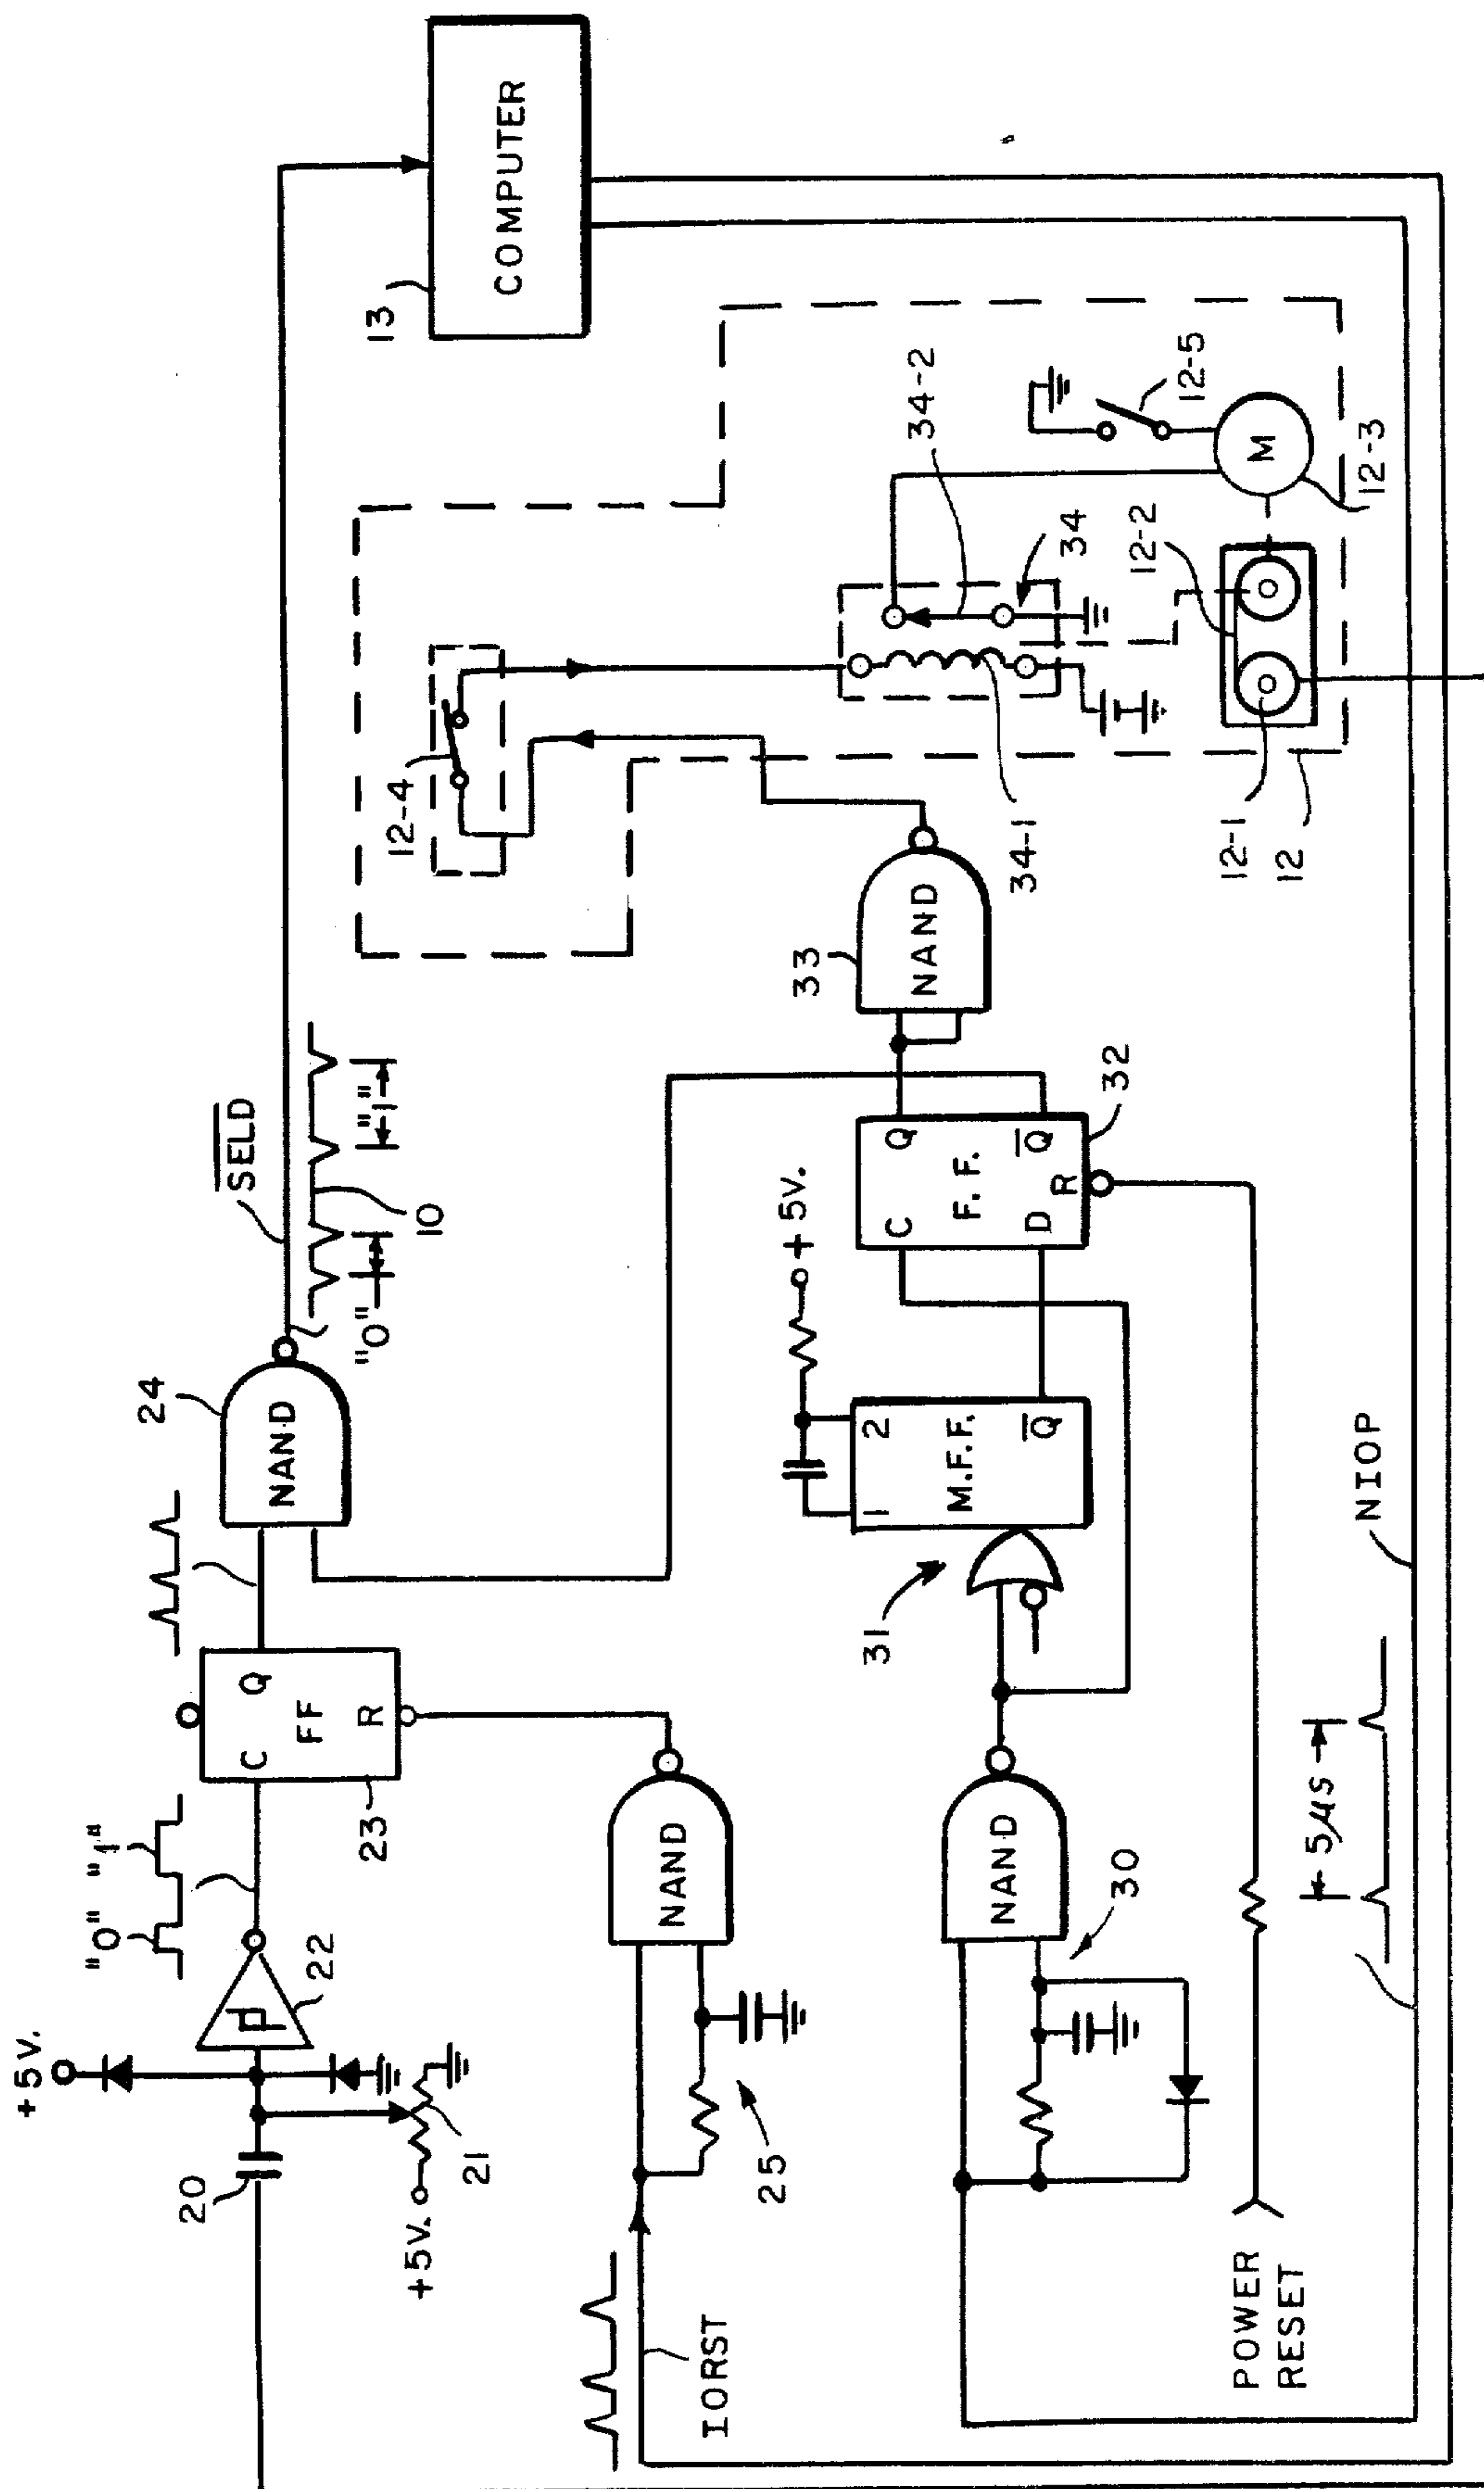 +5V.
20
+5V.
21
22
"0" "1"
C Q
FF
R
23
24
NAND
SELD
"0"
10
"1"
13
COMPUTER
IORST
25
NAND
12-4
POWER
RESET
30
NAND
31
1 2
M.F.F.
Q
+5V.
C Q
F.F.
D Q
R
32
33
NAND
34-1
34-2
34
12-2
12-1
12
M
12-5
12-3
5μs
NIOP